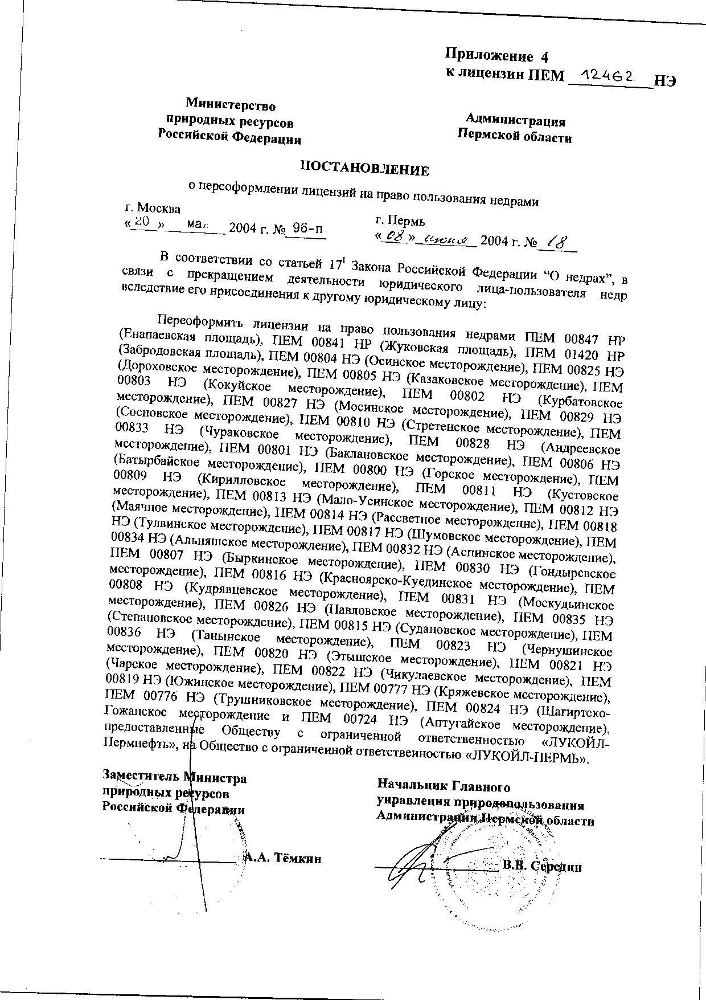 Приложение 4
к лицензии ПЕМ 12462 НЭ
Министерство
природных ресурсов
Российской Федерации
Администрация
Пермской области
ПОСТАНОВЛЕНИЕ
о переоформлении лицензий на право пользования недрами
г. Москва
«20» мая 2004 г. № 96-п
г. Пермь
«08» июня 2004 г. № 18
В соответствии со статьей 17¹ Закона Российской Федерации “О недрах”, в
связи с прекращением деятельности юридического лица-пользователя недр
вследствие его присоединения к другому юридическому лицу:
Переоформить лицензии на право пользования недрами ПЕМ 00847 НР
(Енапаевская площадь), ПЕМ 00841 НР (Жуковская площадь), ПЕМ 01420 НР
(Забродовская площадь), ПЕМ 00804 НЭ (Осинское месторождение), ПЕМ 00825 НЭ
(Дороховское месторождение), ПЕМ 00805 НЭ (Казаковское месторождение), ПЕМ
00803 НЭ (Кокуйское месторождение), ПЕМ 00802 НЭ (Курбатовское
месторождение), ПЕМ 00827 НЭ (Мосинское месторождение), ПЕМ 00829 НЭ
(Сосновское месторождение), ПЕМ 00810 НЭ (Стретенское месторождение), ПЕМ
00833 НЭ (Чураковское месторождение), ПЕМ 00828 НЭ (Андреевское
месторождение), ПЕМ 00801 НЭ (Баклановское месторождение), ПЕМ 00806 НЭ
(Батырбайское месторождение), ПЕМ 00800 НЭ (Горское месторождение), ПЕМ
00809 НЭ (Кирилловское месторождение), ПЕМ 00811 НЭ (Кустовское
месторождение), ПЕМ 00813 НЭ (Мало-Усинское месторождение), ПЕМ 00812 НЭ
(Маячное месторождение), ПЕМ 00814 НЭ (Рассветное месторождение), ПЕМ 00818
НЭ (Тулвинское месторождение), ПЕМ 00817 НЭ (Шумовское месторождение), ПЕМ
00834 НЭ (Альняшское месторождение), ПЕМ 00832 НЭ (Аспинское месторождение),
ПЕМ 00807 НЭ (Быркинское месторождение), ПЕМ 00830 НЭ (Гондыревское
месторождение), ПЕМ 00816 НЭ (Красноярско-Куединское месторождение), ПЕМ
00808 НЭ (Кудрявцевское месторождение), ПЕМ 00831 НЭ (Москудьинское
месторождение), ПЕМ 00826 НЭ (Павловское месторождение), ПЕМ 00835 НЭ
(Степановское месторождение), ПЕМ 00815 НЭ (Судановское месторождение), ПЕМ
00836 НЭ (Танынское месторождение), ПЕМ 00823 НЭ (Чернушинское
месторождение), ПЕМ 00820 НЭ (Этышское месторождение), ПЕМ 00821 НЭ
(Чарское месторождение), ПЕМ 00822 НЭ (Чикулаевское месторождение), ПЕМ
00819 НЭ (Южинское месторождение), ПЕМ 00777 НЭ (Кряжевское месторождение),
ПЕМ 00776 НЭ (Трушниковское месторождение), ПЕМ 00824 НЭ (Шагиртско-
Гожанское месторождение и ПЕМ 00724 НЭ (Аптугайское месторождение),
предоставленные Обществу с ограниченной ответственностью «ЛУКОЙЛ-
Пермнефть», на Общество с ограниченной ответственностью «ЛУКОЙЛ-ПЕРМЬ».
Заместитель Министра
природных ресурсов
Российской Федерации
А.А. Тёмкин
Начальник Главного
управления природопользования
Администрации Пермской области
В.В. Середин